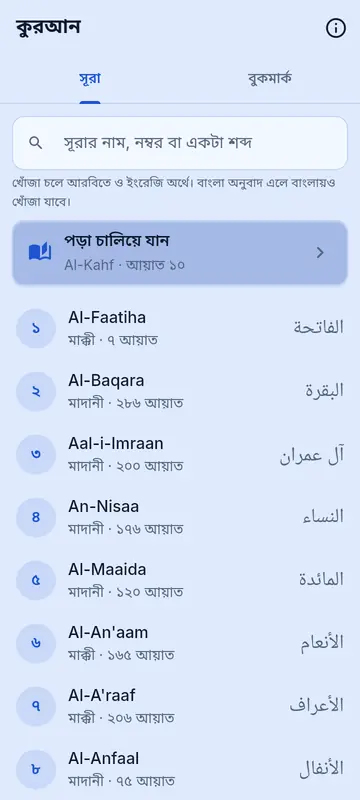 কুরআন
সূরা
বুকমার্ক
সূরার নাম, নম্বর বা একটা শব্দ
খোঁজা চলে আরবিতে ও ইংরেজি অর্থে। বাংলা অনুবাদ এলে বাংলায়ও
খোঁজা যাবে।
পড়া চালিয়ে যান
Al-Kahf · আয়াত ১০
১ Al-Faatiha الفاتحة
মাক্কী · ৭ আয়াত
২ Al-Baqara البقرة
মাদানী · ২৮৬ আয়াত
৩ Aal-i-Imraan آل عمران
মাদানী · ২০০ আয়াত
৪ An-Nisaa النساء
মাদানী · ১৭৬ আয়াত
৫ Al-Maaida المائدة
মাদানী · ১২০ আয়াত
৬ Al-An'aam الأنعام
মাক্কী · ১৬৫ আয়াত
৭ Al-A'raaf الأعراف
মাক্কী · ২০৬ আয়াত
৮ Al-Anfaal الأنفال
মাদানী · ৭৫ আয়াত